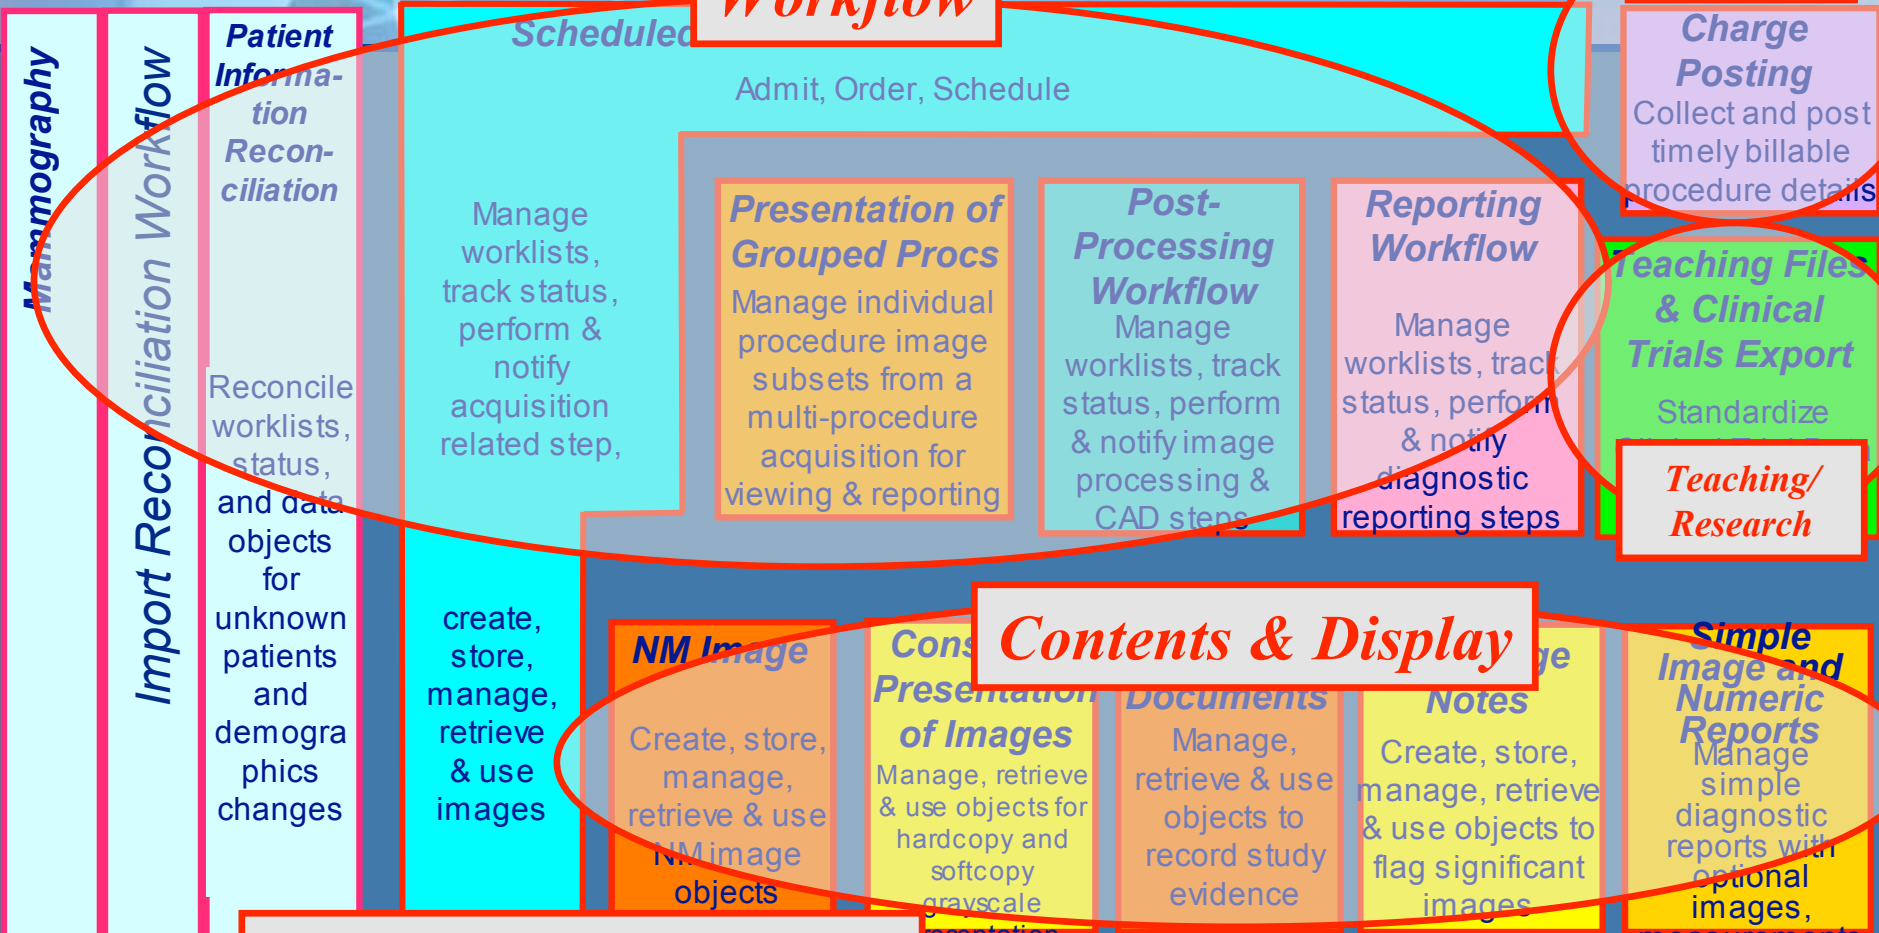 Workflow
Mammography
Import Reconciliation Workflow
Patient
Informa-
tion
Recon-
ciliation
Reconcile
worklists,
status,
and data
objects
for
unknown
patients
and
demogra
phics
changes
Scheduled
Admit, Order, Schedule
Manage
worklists,
track status,
perform &
notify
acquisition
related step,
create,
store,
manage,
retrieve
& use
images
Presentation of
Grouped Procs
Manage individual
procedure image
subsets from a
multi-procedure
acquisition for
viewing & reporting
Post-
Processing
Workflow
Manage
worklists, track
status, perform
& notify image
processing &
CAD steps
Reporting
Workflow
Manage
worklists, track
status, perform
& notify
diagnostic
reporting steps
Charge
Posting
Collect and post
timely billable
procedure details
Teaching Files
& Clinical
Trials Export
Standardize
Teaching/
Research
Contents & Display
NM Image
Create, store,
manage,
retrieve & use
NM image
objects
Presentation
of Images
Manage, retrieve
& use objects for
hardcopy and
softcopy
grayscale
Documents
Manage,
retrieve & use
objects to
record study
evidence
Notes
Create, store,
manage, retrieve
& use objects to
flag significant
images
Simple
Image and
Numeric
Reports
Manage
simple
diagnostic
reports with
optional
images,